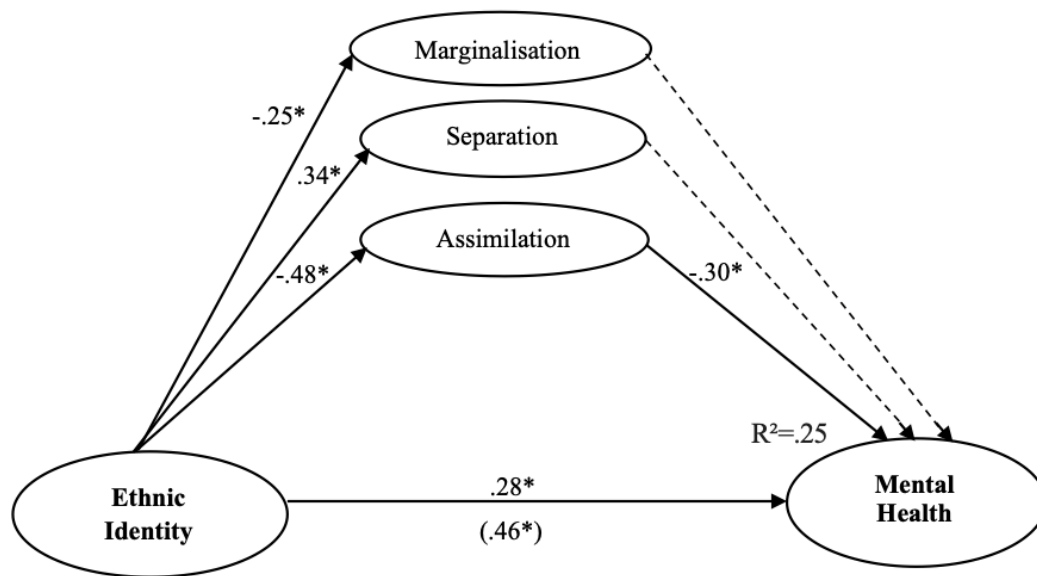 Marginalisation
-.25*
Separation
.34*
Assimilation
-.48*
-.30*
R²=.25
Ethnic
Identity
.28*
(.46*)
Mental
Health